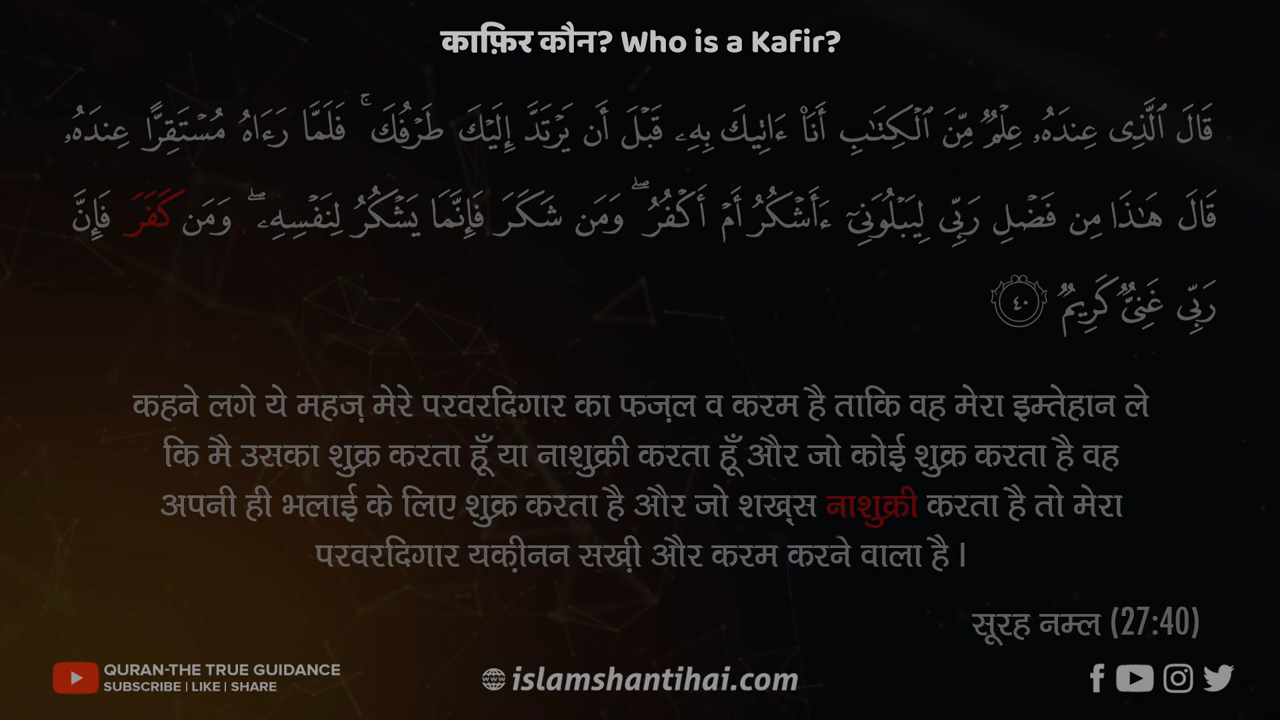 काफ़िर कौन? Who is a Kafir?
قَالَ ٱلَّذِى عِندَهُۥ عِلْمٌ مِّنَ ٱلْكِتَٰبِ أَنَا۠ ءَاتِيكَ بِهِۦ قَبْلَ أَن يَرْتَدَّ إِلَيْكَ طَرْفُكَ ۚ فَلَمَّا رَءَاهُ مُسْتَقِرًّا عِندَهُۥ
قَالَ هَٰذَا مِن فَضْلِ رَبِّى لِيَبْلُوَنِىٓ ءَأَشْكُرُ أَمْ أَكْفُرُ ۖ وَمَن شَكَرَ فَإِنَّمَا يَشْكُرُ لِنَفْسِهِۦ ۖ وَمَن كَفَرَ فَإِنَّ
رَبِّى غَنِىٌّ كَرِيمٌ ٤٠
कहने लगे ये महज़ मेरे परवरदिगार का फज़ल व करम है ताकि वह मेरा इम्तेहान ले
कि मै उसका शुक्र करता हूँ या नाशुक्री करता हूँ और जो कोई शुक्र करता है वह
अपनी ही भलाई के लिए शुक्र करता है और जो शख़्स नाशुक्री करता है तो मेरा
परवरदिगार यक़ीनन सख़ी और करम करने वाला है।
सूरह नम्ल (27:40)
QURAN-THE TRUE GUIDANCE
SUBSCRIBE | LIKE | SHARE
islamshantihai.com